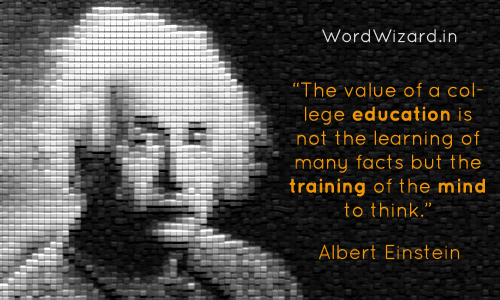 WordWizard.in
“The value of a col-
lege education is
not the learning of
many facts but the
training of the mind
to think.”
Albert Einstein